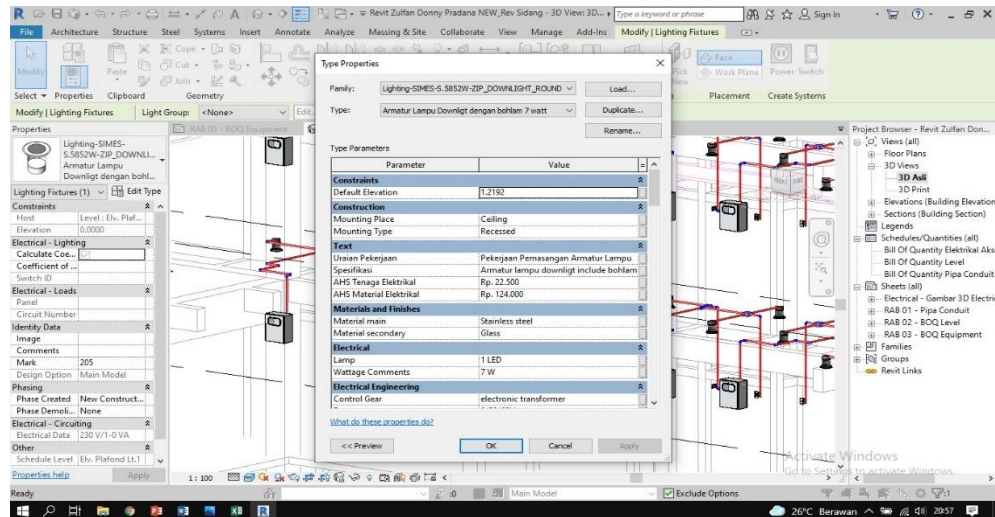 Revit Zulfan Donny Pradana NEW_Rev Sidang - 3D View: 3D...
Type a keyword or phrase
Sign In
File Architecture Structure Steel Systems Insert Annotate Analyze Massing & Site Collaborate View Manage Add-Ins Modify | Lighting Fixtures
Modify
Paste
Cope
Cut
Join
Face
Work Plane
Power Switch
Select Properties Clipboard Geometry
Placement Create Systems
Modify | Lighting Fixtures Light Group: <None> Edit...
Properties
Lighting-SIMES-
S.5852W-ZIP_DOWNLI...
Armatur Lampu
Downligt dengan bohl...
Lighting Fixtures (1) Edit Type
Constraints
Host Level : Elv. Plaf...
Elevation 0.0000
Electrical - Lighting
Calculate Coe...
Coefficient of ...
Switch ID
Electrical - Loads
Panel
Circuit Number
Identity Data
Image
Comments
Mark 205
Design Option Main Model
Phasing
Phase Created New Construct...
Phase Demoli... None
Electrical - Circuiting
Electrical Data 230 V/1-0 VA
Other
Schedule Level Elv. Plafond Lt.1
Properties help Apply
RAB 03 - BOQ Equipment
Type Properties
Family: Lighting-SIMES-S.5852W-ZIP_DOWNLIGHT_ROUND Load...
Type: Armatur Lampu Downligt dengan bohlam 7 watt Duplicate...
Rename...
Type Parameters
Parameter Value =
Constraints
Default Elevation 1.2192
Construction
Mounting Place Ceiling
Mounting Type Recessed
Text
Uraian Pekerjaan Pekerjaan Pemasangan Armatur Lampu
Spesifikasi Armatur lampu downligt include bohlam
AHS Tenaga Elektrikal Rp. 22.500
AHS Material Elektrikal Rp. 124.000
Materials and Finishes
Material main Stainless steel
Material secondary Glass
Electrical
Lamp 1 LED
Wattage Comments 7 W
Electrical Engineering
Control Gear electronic transformer
What do these properties do?
<< Preview OK Cancel Apply
Project Browser - Revit Zulfan Don...
Views (all)
Floor Plans
3D Views
3D Asli
3D Print
Elevations (Building Elevation
Sections (Building Section)
Legends
Schedules/Quantities (all)
Bill Of Quantity Elektrikal Aks
Bill Of Quantity Level
Bill Of Quantity Pipa Conduit
Sheets (all)
Electrical - Gambar 3D Electri
RAB 01 - Pipa Conduit
RAB 02 - BOQ Level
RAB 03 - BOQ Equipment
Families
Groups
Revit Links
Activate Windows
Go to Settings to activate Windows.
1 : 100
Ready
:0 Main Model Exclude Options
:1
26°C Berawan 20:57